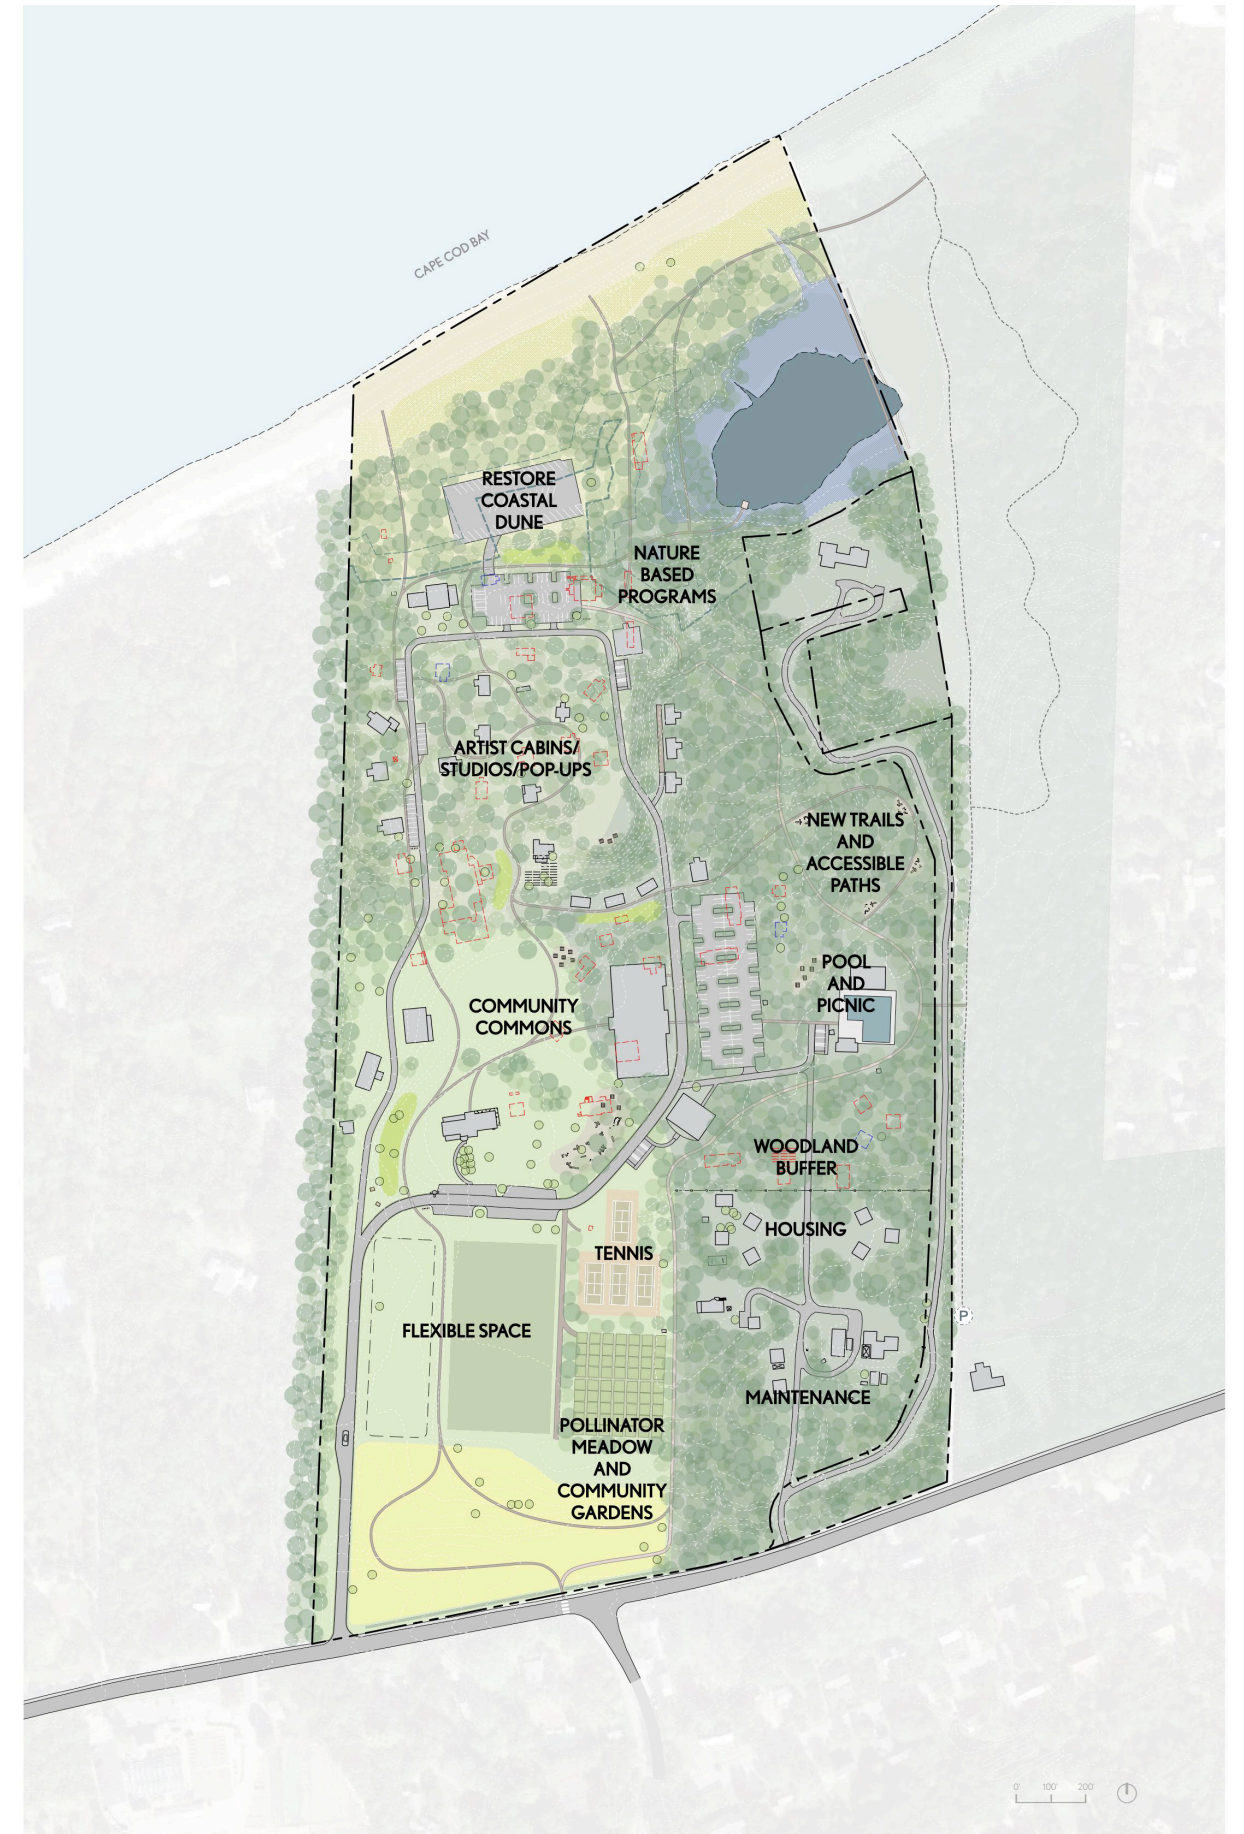 CAPE COD BAY
RESTORE
COASTAL
DUNE
NATURE
BASED
PROGRAMS
ARTIST CABINS/
STUDIOS/POP-UPS
NEW TRAILS
AND
ACCESSIBLE
PATHS
POOL
AND
PICNIC
COMMUNITY
COMMONS
WOODLAND
BUFFER
HOUSING
TENNIS
P
FLEXIBLE SPACE
MAINTENANCE
POLLINATOR
MEADOW
AND
COMMUNITY
GARDENS
0' 100' 200'